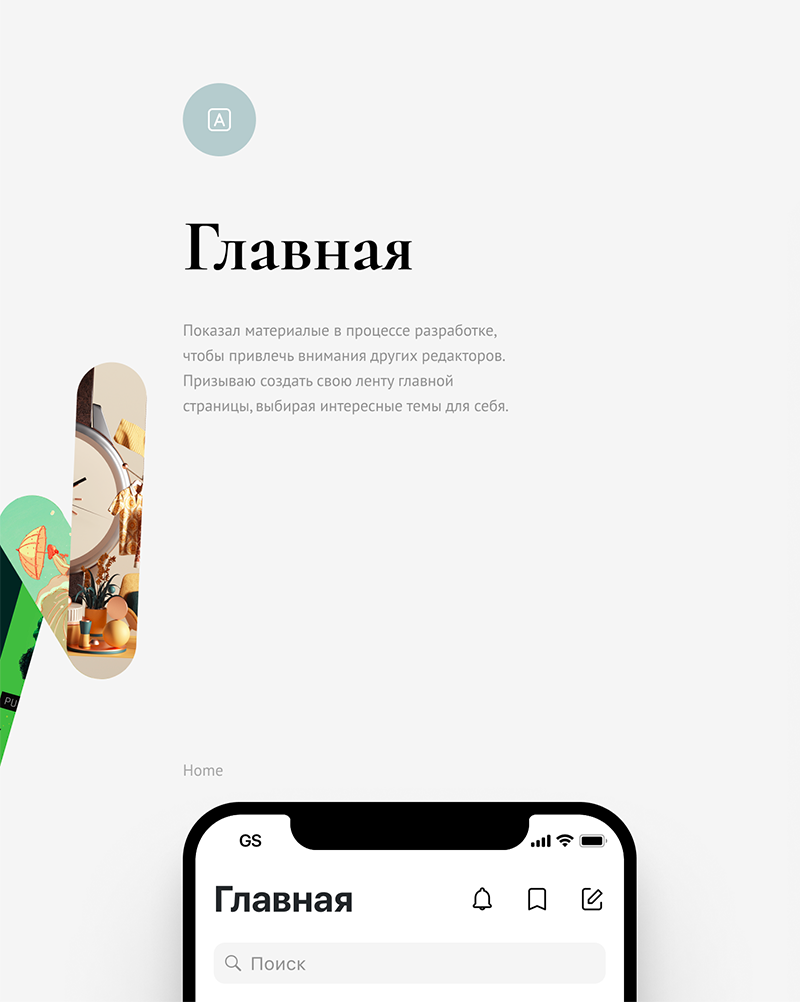 A
Главная
Показал материалые в процессе разработке,
чтобы привлечь внимания других редакторов.
Призываю создать свою ленту главной
страницы, выбирая интересные темы для себя.
PU
Home
GS
Главная
Поиск